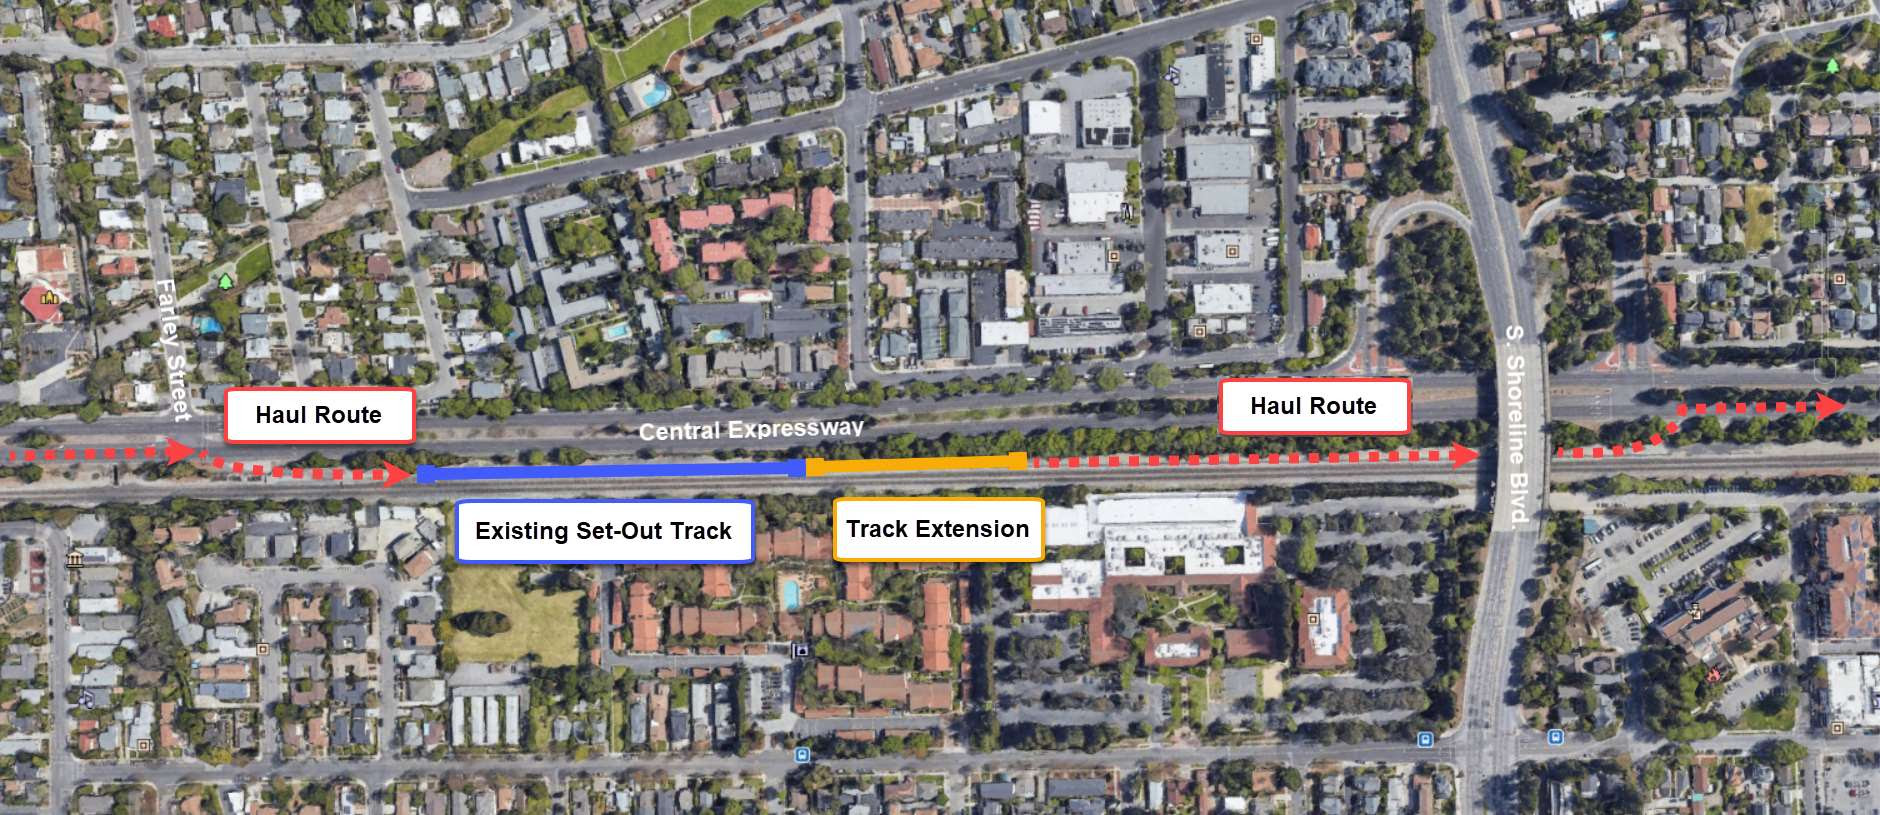 Farley Street
Haul Route
Haul Route
Central Expressway
S. Shoreline Blvd.
Existing Set-Out Track
Track Extension